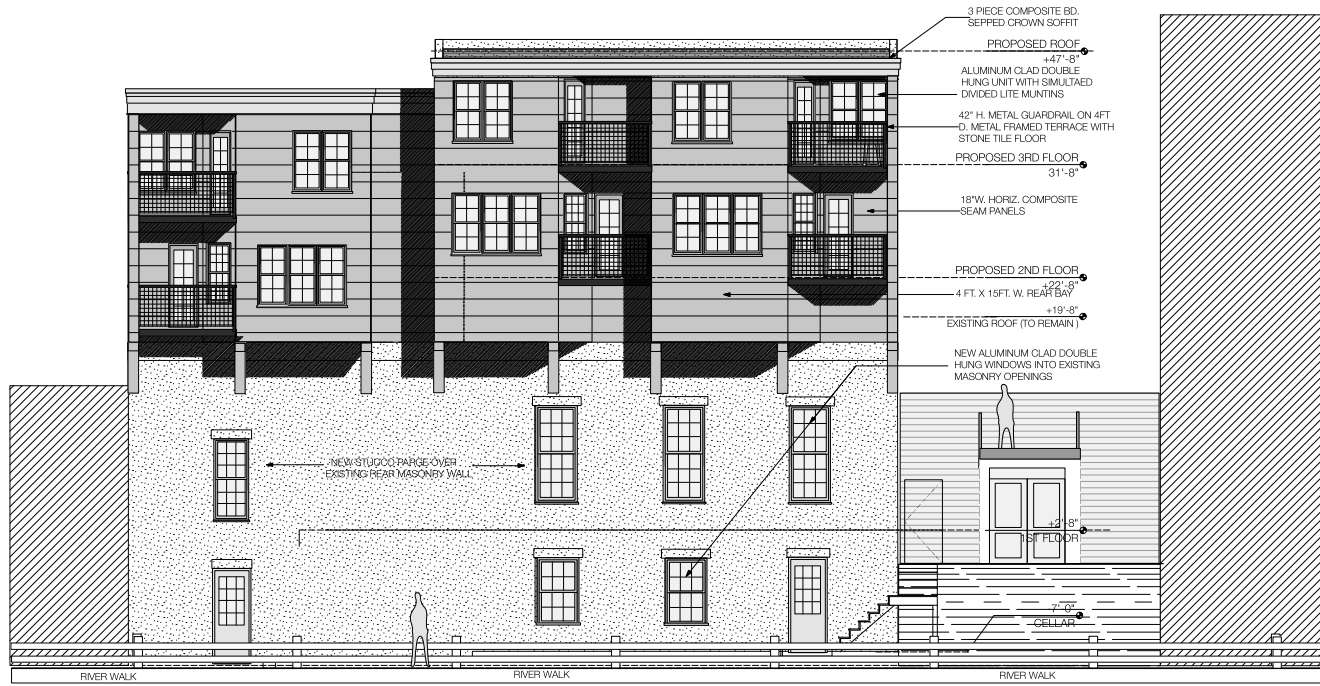 3 PIECE COMPOSITE BD.
SEPPED CROWN SOFFIT
PROPOSED ROOF
+47'-8"
ALUMINUM CLAD DOUBLE
HUNG UNIT WITH SIMULTAED
DIVIDED LITE MUNTINS
42" H. METAL GUARDRAIL ON 4FT
D. METAL FRAMED TERRACE WITH
STONE TILE FLOOR
PROPOSED 3RD FLOOR
31'-8"
18"W. HORIZ. COMPOSITE
SEAM PANELS
PROPOSED 2ND FLOOR
+22'-8"
4 FT. X 15FT. W. REAR BAY
+19'-8"
EXISTING ROOF (TO REMAIN )
NEW ALUMINUM CLAD DOUBLE
HUNG WINDOWS INTO EXISTING
MASONRY OPENINGS
NEW STUCCO PARGE OVER
EXISTING REAR MASONRY WALL
+2'-8"
1ST FLOOR
7'-0"
CELLAR
RIVER WALK
RIVER WALK
RIVER WALK